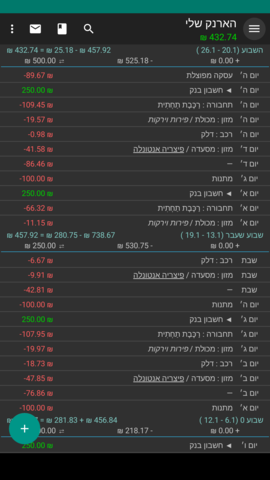 הארנק שלי
432.74 ₪
השבוע (20.1 - 26.1) 457.92 - 25.18 ₪ = 432.74 ₪
+ 0.00 ₪ - 525.18 ₪ ⇄ 500.00 ₪
יום ה׳ עסקה מפוצלת -89.67 ₪
יום ה׳ ◄ חשבון בנק 250.00 ₪
יום ה׳ תחבורה : רכבת תחתית -109.45 ₪
יום ה׳ מזון : מכולת / פירות וירקות -19.57 ₪
יום ה׳ רכב : דלק -0.98 ₪
יום ד׳ מזון : מסעדה / פיצריה אנטונלה -41.58 ₪
יום ד׳ — -86.46 ₪
יום ג׳ מתנות -100.00 ₪
יום א׳ ◄ חשבון בנק 250.00 ₪
יום א׳ תחבורה : רכבת תחתית -66.32 ₪
יום א׳ מזון : מכולת / פירות וירקות -11.15 ₪
שבוע שעבר (13.1 - 19.1) 738.67 - 280.75 ₪ = 457.92 ₪
+ 0.00 ₪ - 530.75 ₪ ⇄ 250.00 ₪
שבת רכב : דלק -6.67 ₪
שבת מזון : מסעדה / פיצריה אנטונלה -9.91 ₪
שבת — -42.81 ₪
יום ה׳ מתנות -100.00 ₪
יום ג׳ ◄ חשבון בנק 250.00 ₪
יום ג׳ תחבורה : רכבת תחתית -107.95 ₪
יום ג׳ מזון : מכולת / פירות וירקות -19.97 ₪
יום ב׳ רכב : דלק -18.73 ₪
יום ב׳ מזון : מסעדה / פיצריה אנטונלה -47.85 ₪
יום ב׳ — -76.86 ₪
יום א׳ מתנות -100.00 ₪
שבוע 0 (6.1 - 12.1) 456.84 ₪ + 281.83 ₪ =
+ 0.00 ₪ - 218.17 ₪ ⇄
יום ו׳ ◄ חשבון בנק 250.00 ₪